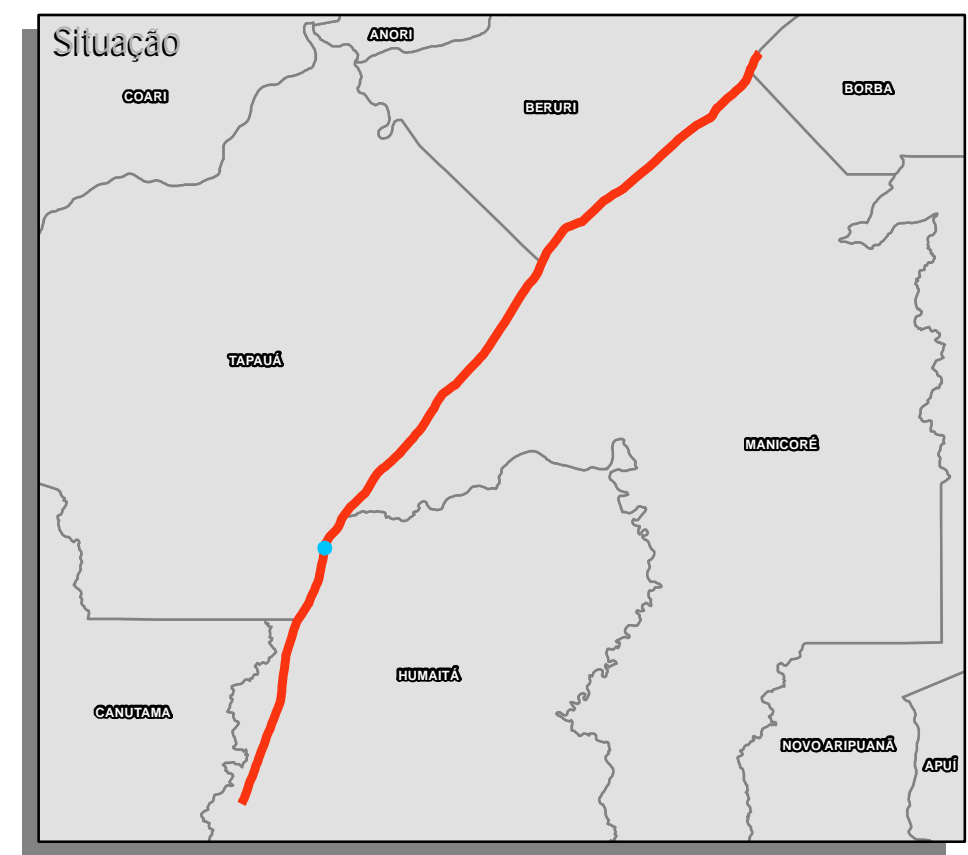 Situação
ANORI
BORBA
COARI
BERURI
TAPAUÁ
MANICORÉ
HUMAITÁ
CANUTAMA
NOVO ARIPUANÃ
APUÍ